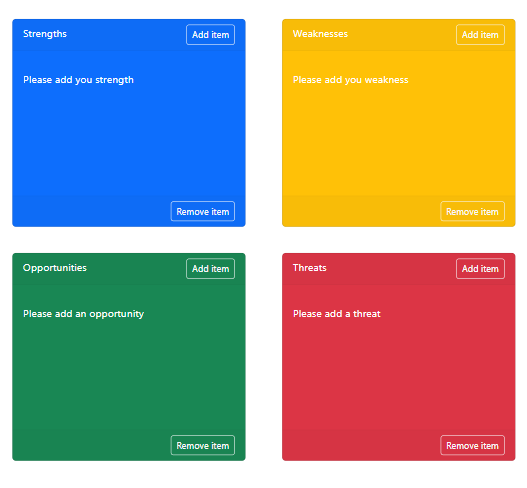 Strengths
Add item
Please add you strength
Remove item
Weaknesses
Add item
Please add you weakness
Remove item
Opportunities
Add item
Please add an opportunity
Remove item
Threats
Add item
Please add a threat
Remove item